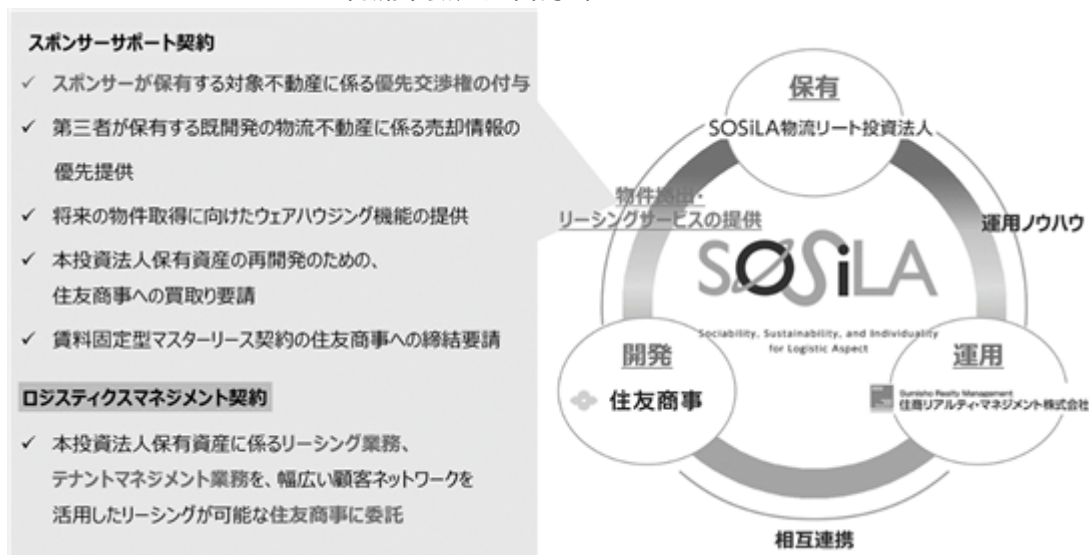 スポンサーサポート契約
✓ スポンサーが保有する対象不動産に係る優先交渉権の付与
✓ 第三者が保有する既開発の物流不動産に係る売却情報の
優先提供
✓ 将来の物件取得に向けたウェアハウジング機能の提供
✓ 本投資法人保有資産の再開発のための、
住友商事への買取り要請
✓ 賃料固定型マスターリース契約の住友商事への締結要請
ロジスティクスマネジメント契約
✓ 本投資法人保有資産に係るリーシング業務、
テナントマネジメント業務を、幅広い顧客ネットワークを
活用したリーシングが可能な住友商事に委託
保有
SOSiLA物流リート投資法人
物件拠出・
リーシングサービスの提供
運用ノウハウ
SOSiLA
Sociability, Sustainability, and Individuality
for Logistic Aspect
開発
住友商事
運用
Sumisho Realty Management
住商リアルティ・マネジメント株式会社
相互連携